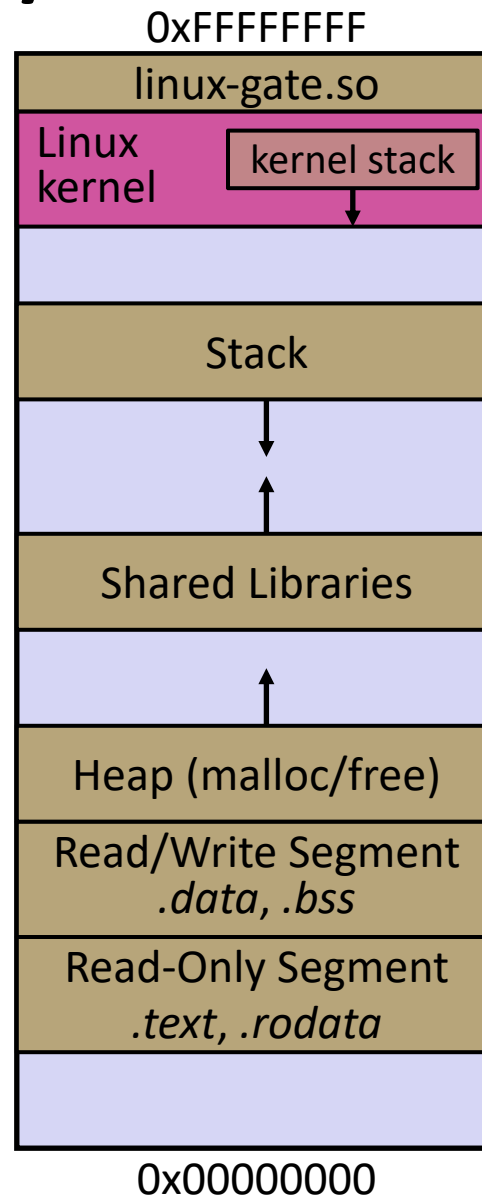 0xFFFFFFFF
linux-gate.so
Linux
kernel
kernel stack
Stack
Shared Libraries
Heap (malloc/free)
Read/Write Segment
.data, .bss
Read-Only Segment
.text, .rodata
0x00000000